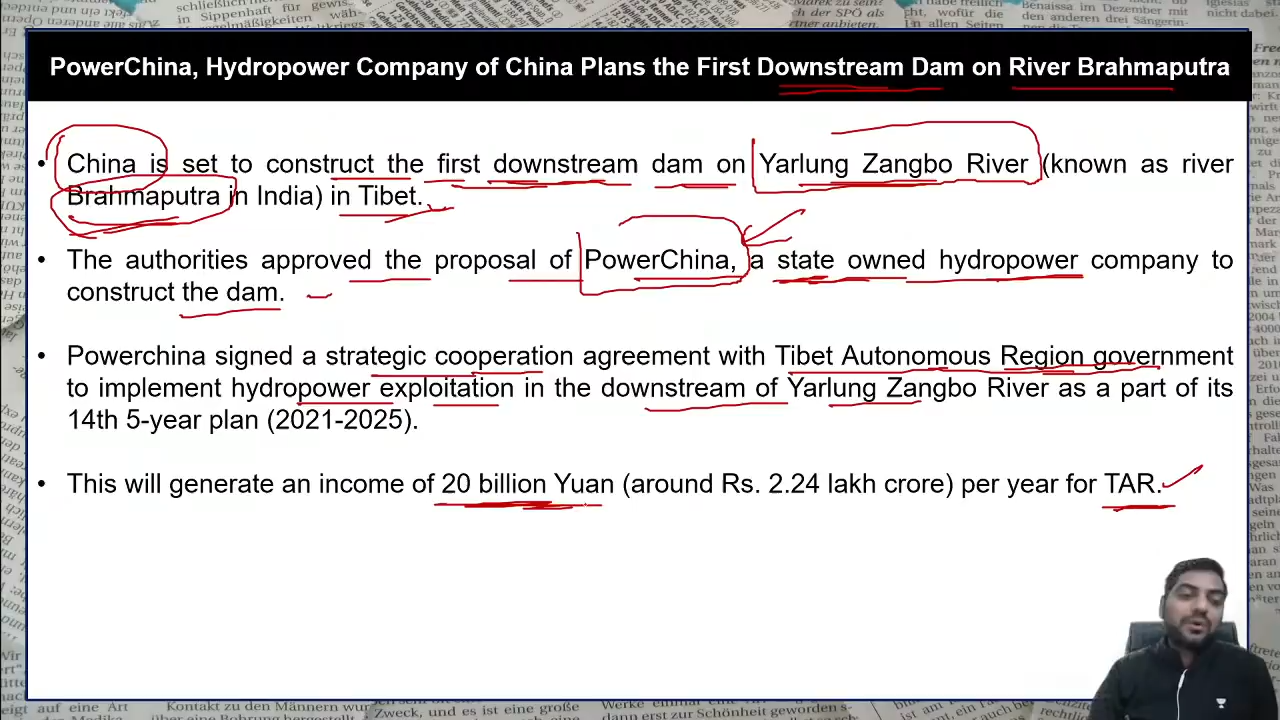 PowerChina, Hydropower Company of China Plans the First Downstream Dam on River Brahmaputra
• China is set to construct the first downstream dam on Yarlung Zangbo River (known as river
Brahmaputra in India) in Tibet.
• The authorities approved the proposal of PowerChina, a state owned hydropower company to
construct the dam.
• Powerchina signed a strategic cooperation agreement with Tibet Autonomous Region government
to implement hydropower exploitation in the downstream of Yarlung Zangbo River as a part of its
14th 5-year plan (2021-2025).
• This will generate an income of 20 billion Yuan (around Rs. 2.24 lakh crore) per year for TAR.